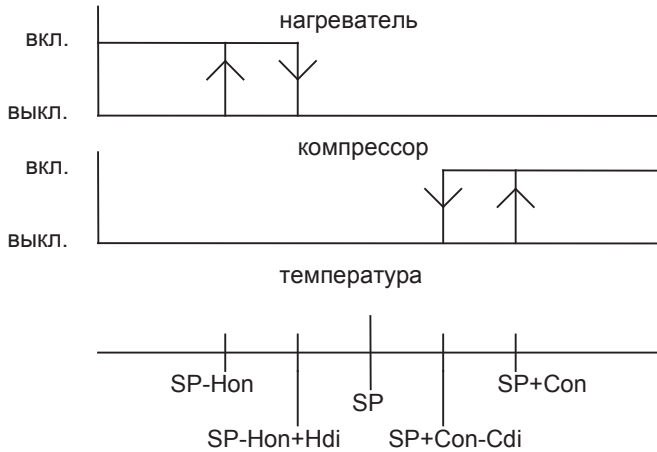 нагреватель
вкл.
выкл.
компрессор
вкл.
выкл.
температура
SP-Hon
SP
SP+Con
SP-Hon+Hdi
SP+Con-Cdi